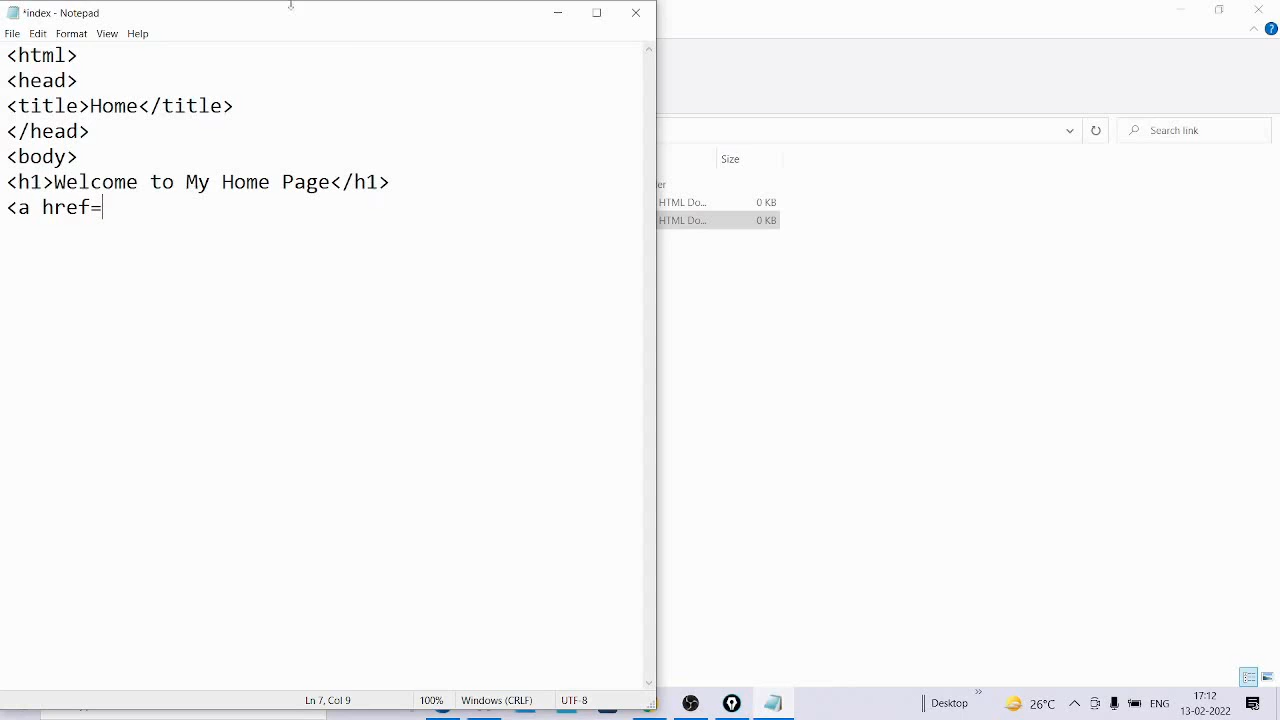 *index - Notepad
File Edit Format View Help
<html>
<head>
<title>Home</title>
</head>
<body>
<h1>Welcome to My Home Page</h1>
<a href=
Ln 7, Col 9 100% Windows (CRLF) UTF-8
Search link
Size
HTML Do... 0 KB
HTML Do... 0 KB
Desktop
26°C
ENG
17:12
13-02-2022